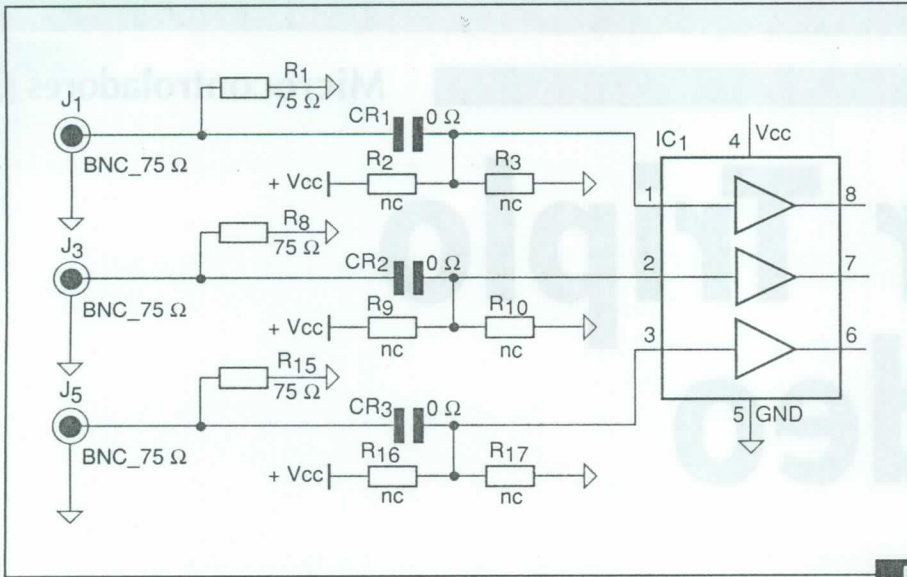 Microcontroladores
r Triplo
deo
R1
75 Ω
J1
CR1 0 Ω
BNC_75 Ω
R2 R3
+ Vcc
nc nc
IC1
4 Vcc
1 8
R8
75 Ω
J3
CR2 0 Ω
2 7
BNC_75 Ω
R9 R10
+ Vcc
nc nc
3 6
R15
75 Ω
J5
CR3 0 Ω
5 GND
BNC_75 Ω
R16 R17
+ Vcc
nc nc